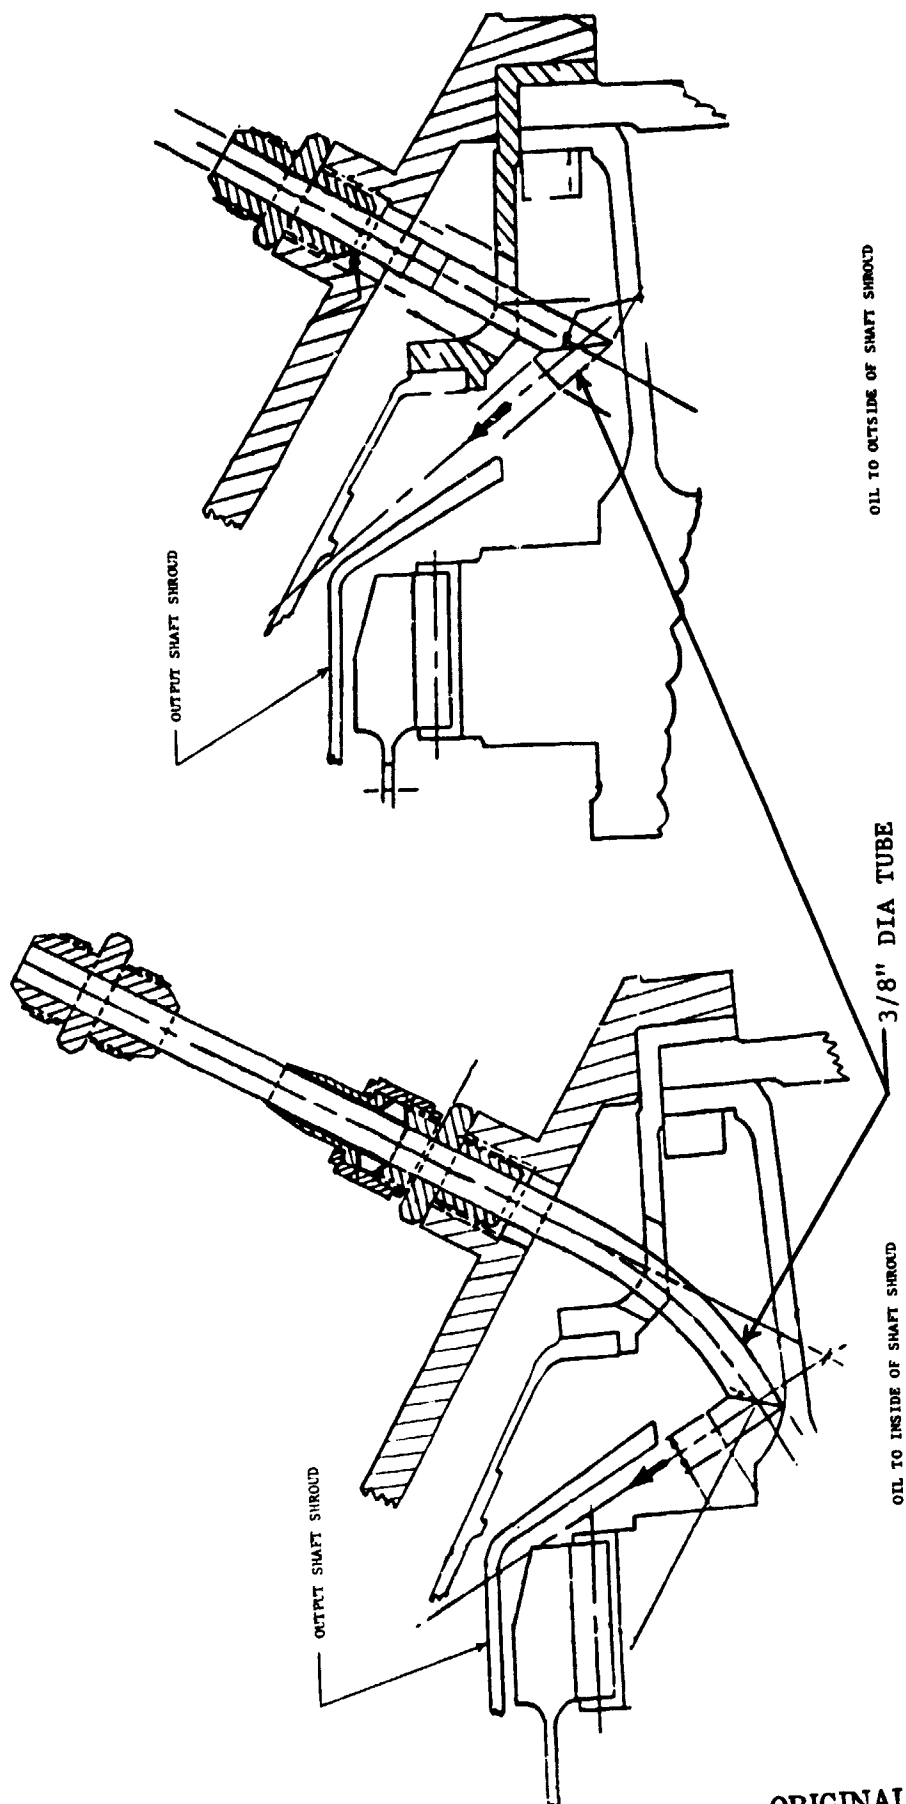 OUTPUT SHAFT SHROUD
OIL TO OUTSIDE OF SHAFT SHROUD
3/8" DIA TUBE
OUTPUT SHAFT SHROUD
OIL TO INSIDE OF SHAFT SHROUD
ORIGINAL